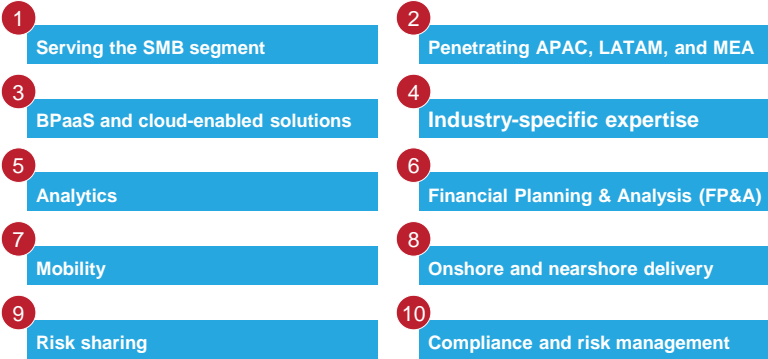 1
Serving the SMB segment
2
Penetrating APAC, LATAM, and MEA
3
BPaaS and cloud-enabled solutions
4
Industry-specific expertise
5
Analytics
6
Financial Planning & Analysis (FP&A)
7
Mobility
8
Onshore and nearshore delivery
9
Risk sharing
10
Compliance and risk management